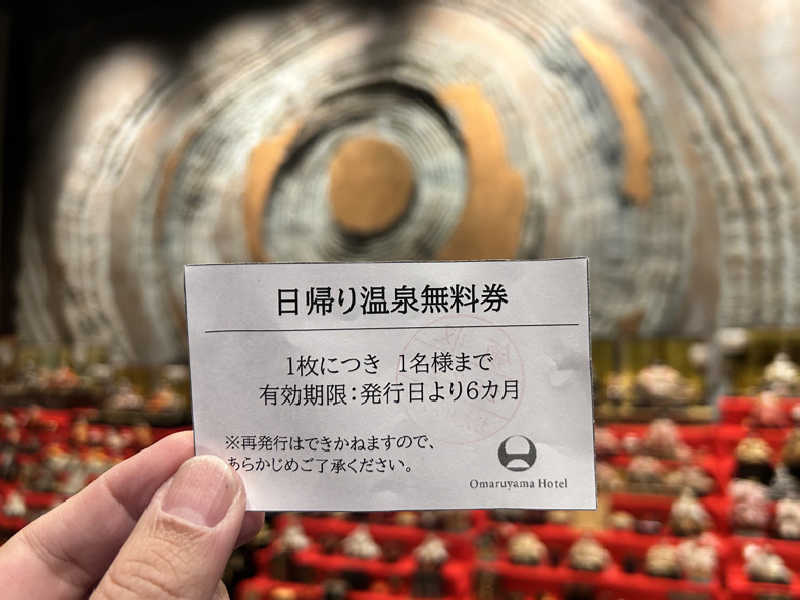 日帰り温泉無料券
1枚につき 1名様まで
有効期限：発行日より6カ月
※再発行はできかねますので、
あらかじめご了承ください。
Omaruyama Hotel